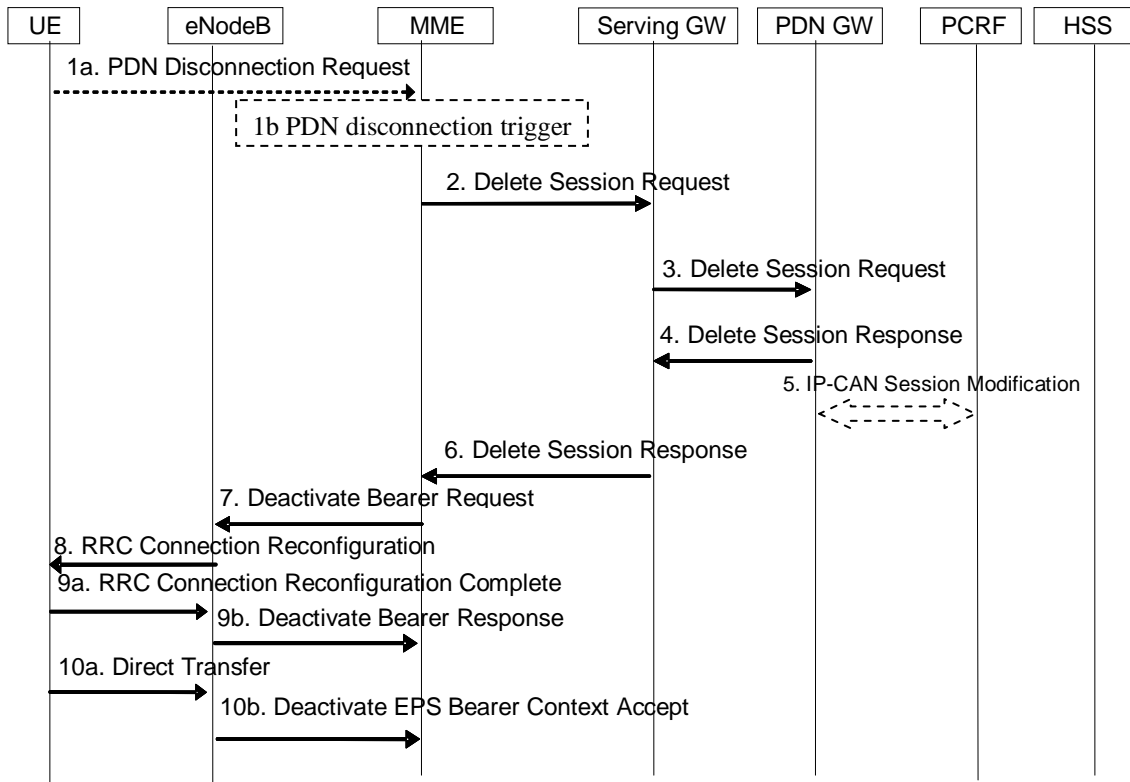 UE eNodeB MME Serving GW PDN GW PCRF HSS
1a. PDN Disconnection Request
1b PDN disconnection trigger
2. Delete Session Request
3. Delete Session Request
4. Delete Session Response
5. IP-CAN Session Modification
6. Delete Session Response
7. Deactivate Bearer Request
8. RRC Connection Reconfiguration
9a. RRC Connection Reconfiguration Complete
9b. Deactivate Bearer Response
10a. Direct Transfer
10b. Deactivate EPS Bearer Context Accept